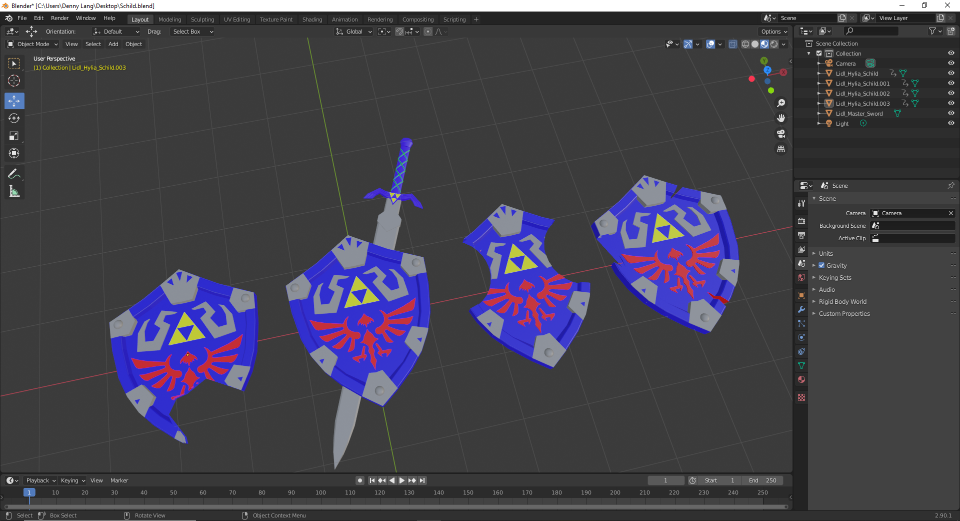 Blender* [C:\Users\Denny Lang\Desktop\Schild.blend]
File Edit Render Window Help Layout Modeling Sculpting UV Editing Texture Paint Shading Animation Rendering Compositing Scripting + Scene View Layer
Orientation: Default Drag: Select Box Global Options
Object Mode View Select Add Object
User Perspective
(1) Collection | Lidl_Hylia_Schild.003
Scene Collection
Collection
Camera
Lidl_Hylia_Schild
Lidl_Hylia_Schild.001
Lidl_Hylia_Schild.002
Lidl_Hylia_Schild.003
Lidl_Master_Sword
Light
Scene
Scene
Camera Camera
Background Scene
Active Clip
Units
Gravity
Keying Sets
Audio
Rigid Body World
Custom Properties
Playback Keying View Marker 1 Start 1 End 250
1 10 20 30 40 50 60 70 80 90 100 110 120 130 140 150 160 170 180 190 200 210 220 230 240 250
Select Box Select Rotate View Object Context Menu 2.90.1